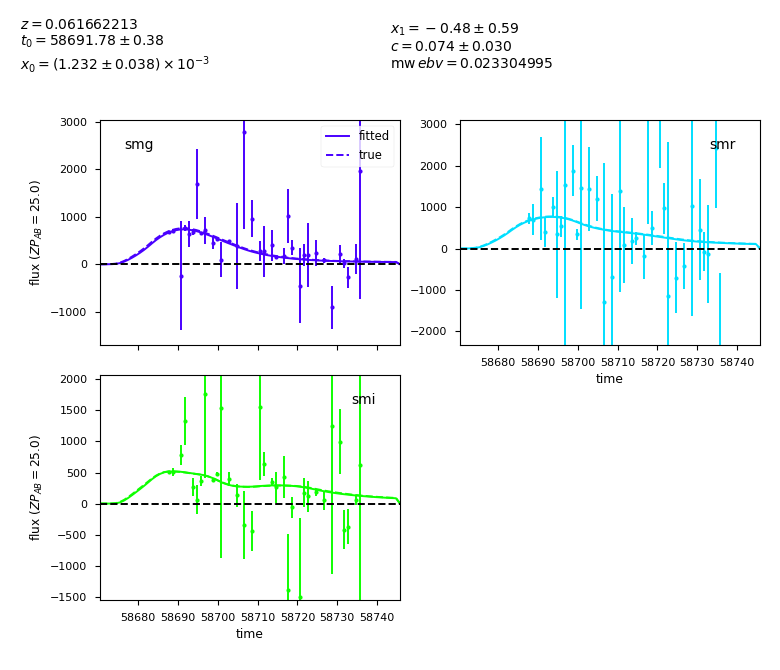 z = 0.061662213
t₀ = 58691.78 ± 0.38
x₀ = (1.232 ± 0.038) × 10⁻³
x₁ = −0.48 ± 0.59
c = 0.074 ± 0.030
mw ebv = 0.023304995
smg
fitted
true
3000
2000
1000
0
−1000
flux (ZP_AB = 25.0)
smr
3000
2000
1000
0
−1000
−2000
58680 58690 58700 58710 58720 58730 58740
time
smi
2000
1500
1000
500
0
−500
−1000
−1500
flux (ZP_AB = 25.0)
58680 58690 58700 58710 58720 58730 58740
time